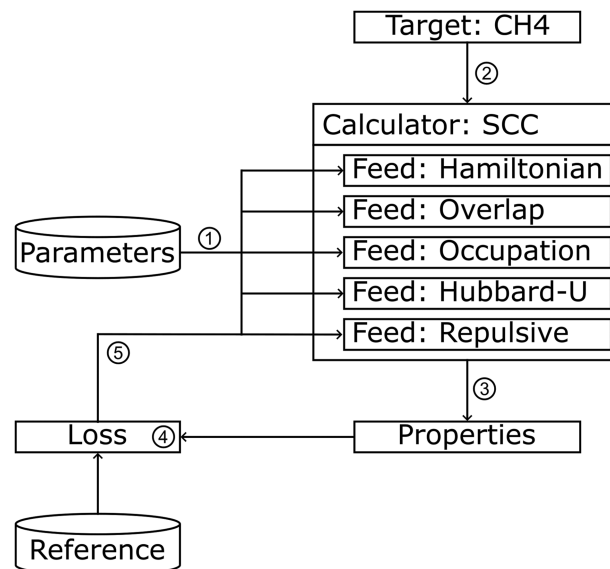 Target: CH4
②
Calculator: SCC
Feed: Hamiltonian
Feed: Overlap
Parameters
①
Feed: Occupation
Feed: Hubbard-U
Feed: Repulsive
⑤
③
Loss
④
Properties
Reference